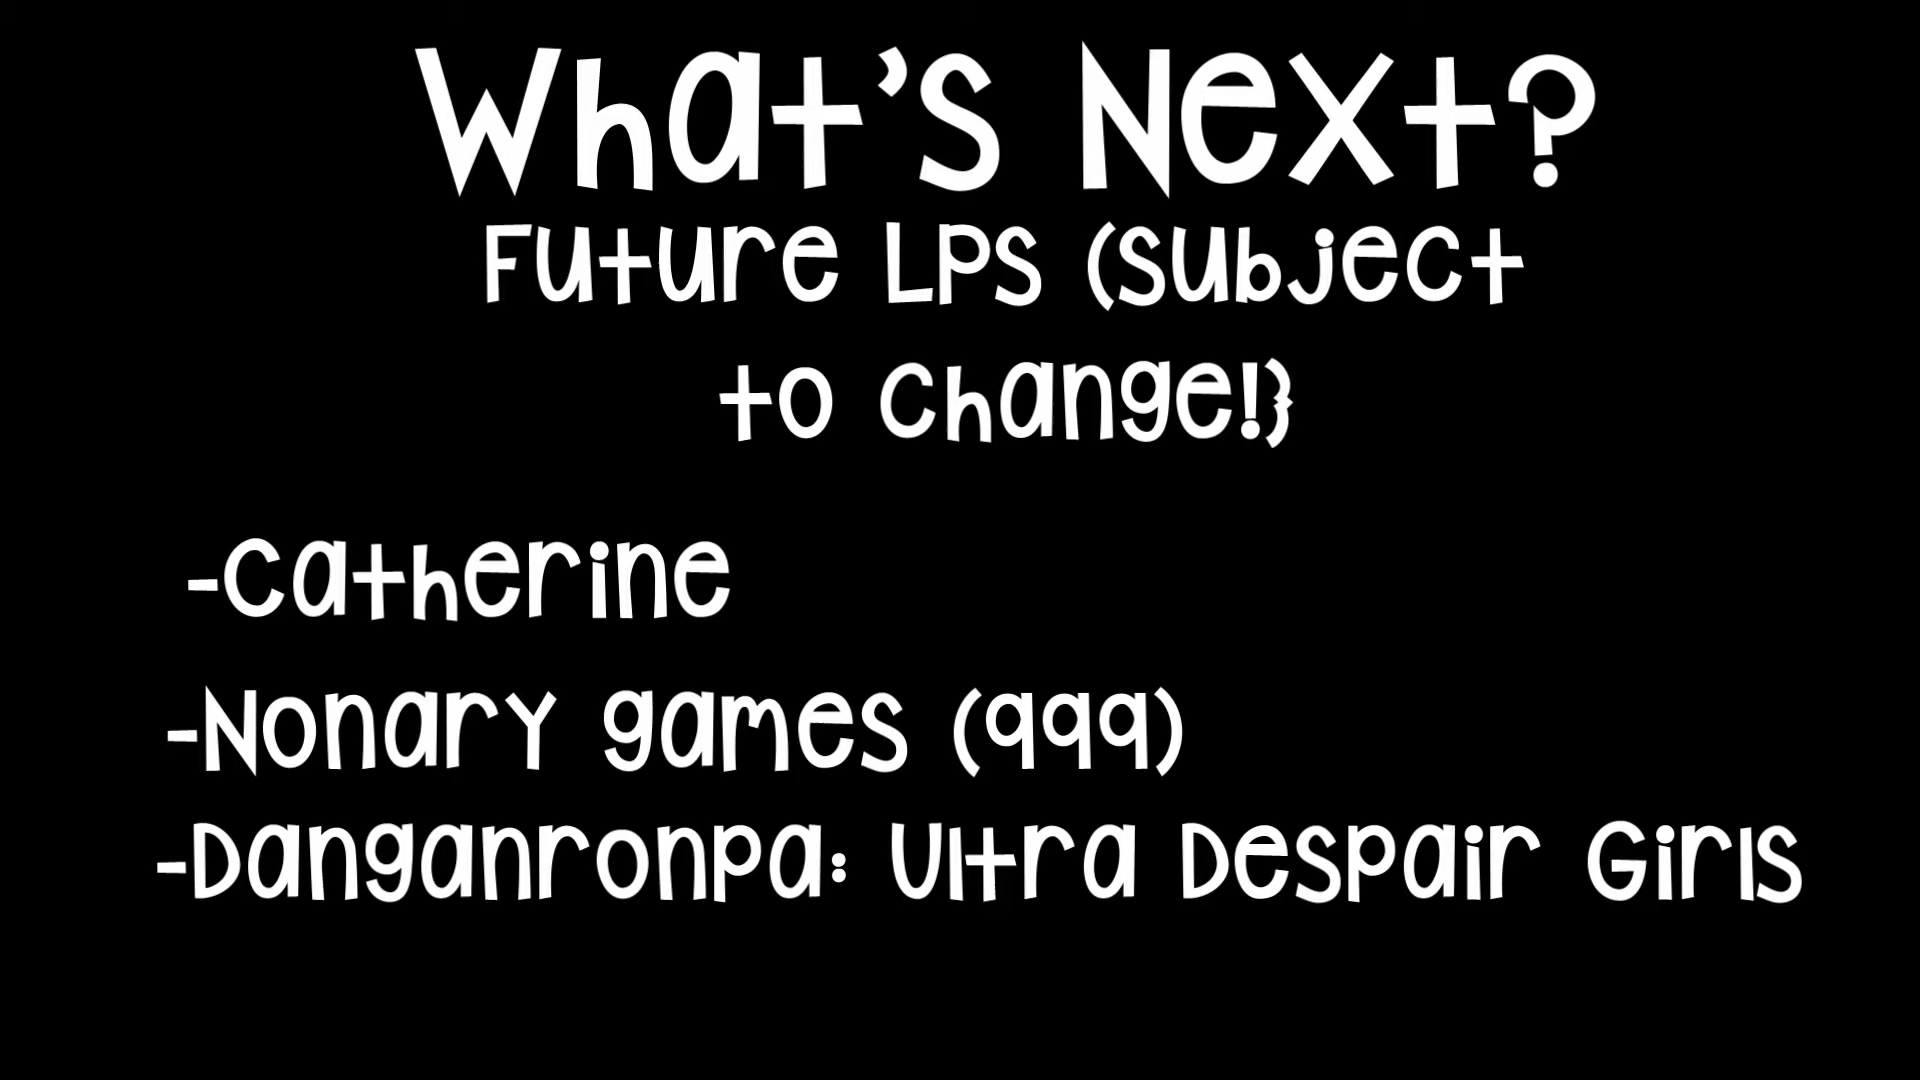 What's Next?
Future LPs (subject
to change!}
-Catherine
-Nonary games (999)
-Danganronpa: Ultra Despair Girls